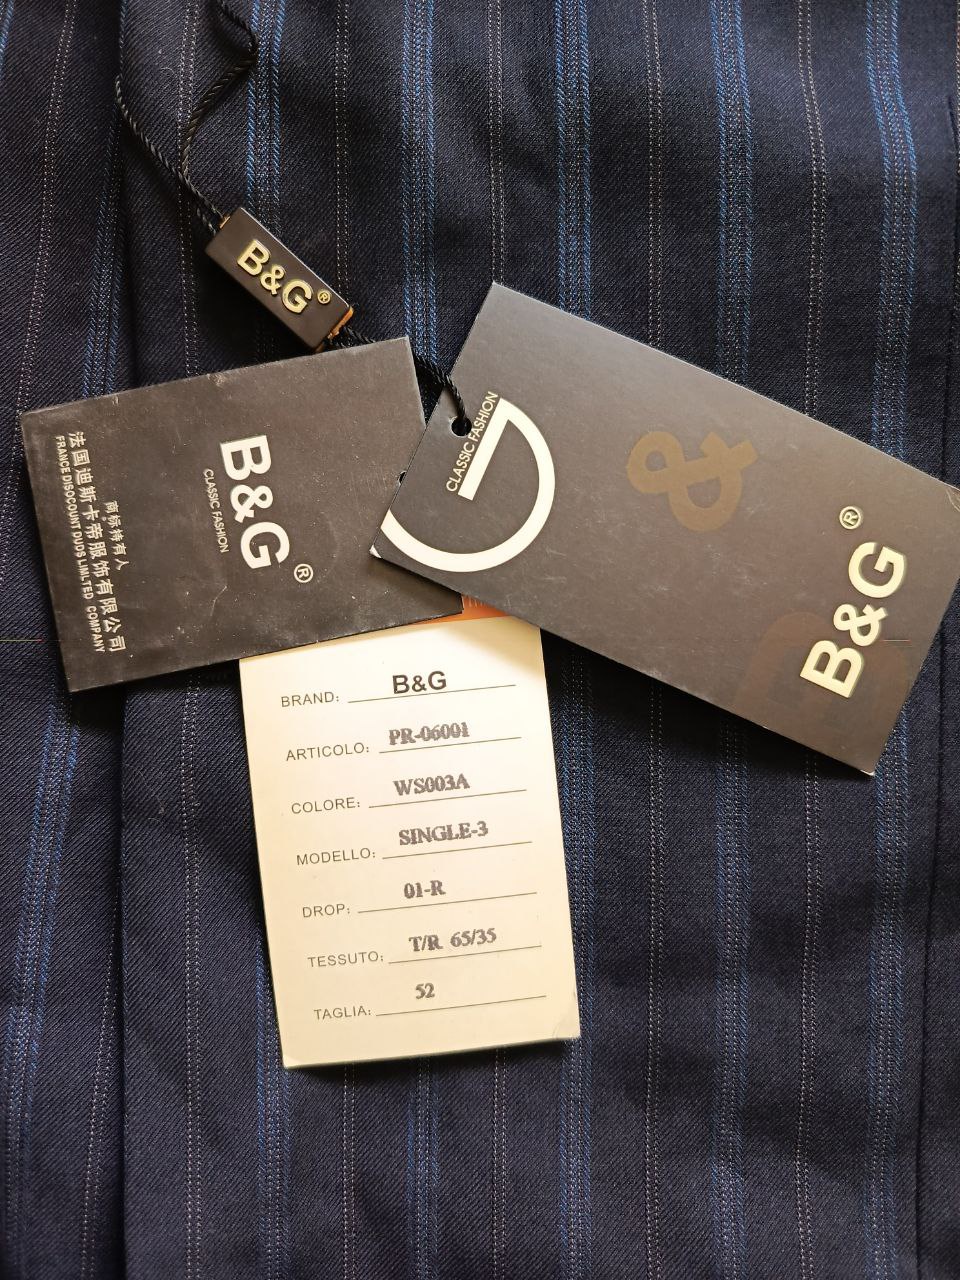 B&G®
B&G®
CLASSIC FASHION
商标持有人
法国迪斯卡帝服饰有限公司
FRANCE DISOCOUNT DUDS LIMLTED COMPANY
CLASSIC FASHION
&
B&G®
BRAND: B&G
ARTICOLO: PR-06001
COLORE: WS003A
MODELLO: SINGLE-3
DROP: 01-R
TESSUTO: T/R 65/35
TAGLIA: 52